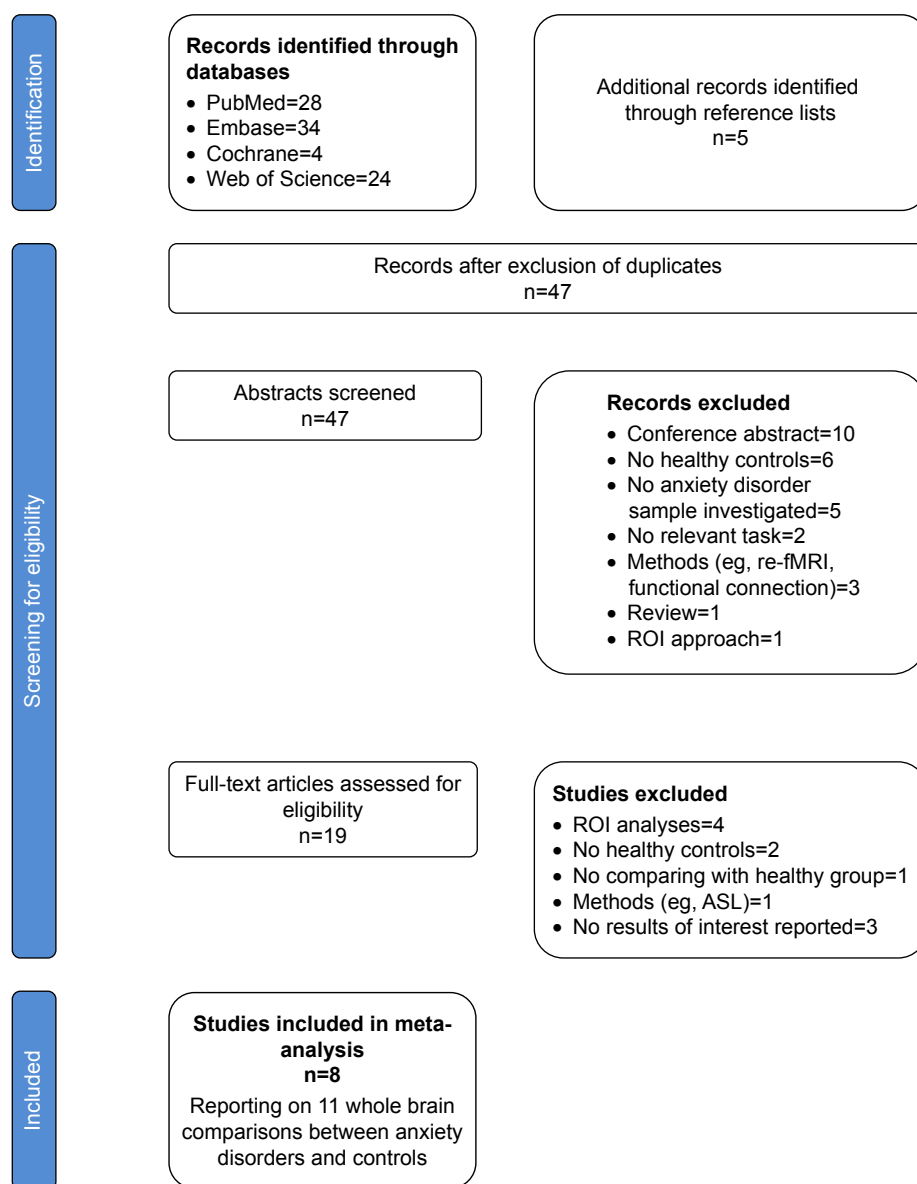 Identification
Records identified through
databases
• PubMed=28
• Embase=34
• Cochrane=4
• Web of Science=24
Additional records identified
through reference lists
n=5
Screening for eligibility
Records after exclusion of duplicates
n=47
Abstracts screened
n=47
Records excluded
• Conference abstract=10
• No healthy controls=6
• No anxiety disorder
sample investigated=5
• No relevant task=2
• Methods (eg, re-fMRI,
functional connection)=3
• Review=1
• ROI approach=1
Full-text articles assessed for
eligibility
n=19
Studies excluded
• ROI analyses=4
• No healthy controls=2
• No comparing with healthy group=1
• Methods (eg, ASL)=1
• No results of interest reported=3
Included
Studies included in meta-
analysis
n=8
Reporting on 11 whole brain
comparisons between anxiety
disorders and controls